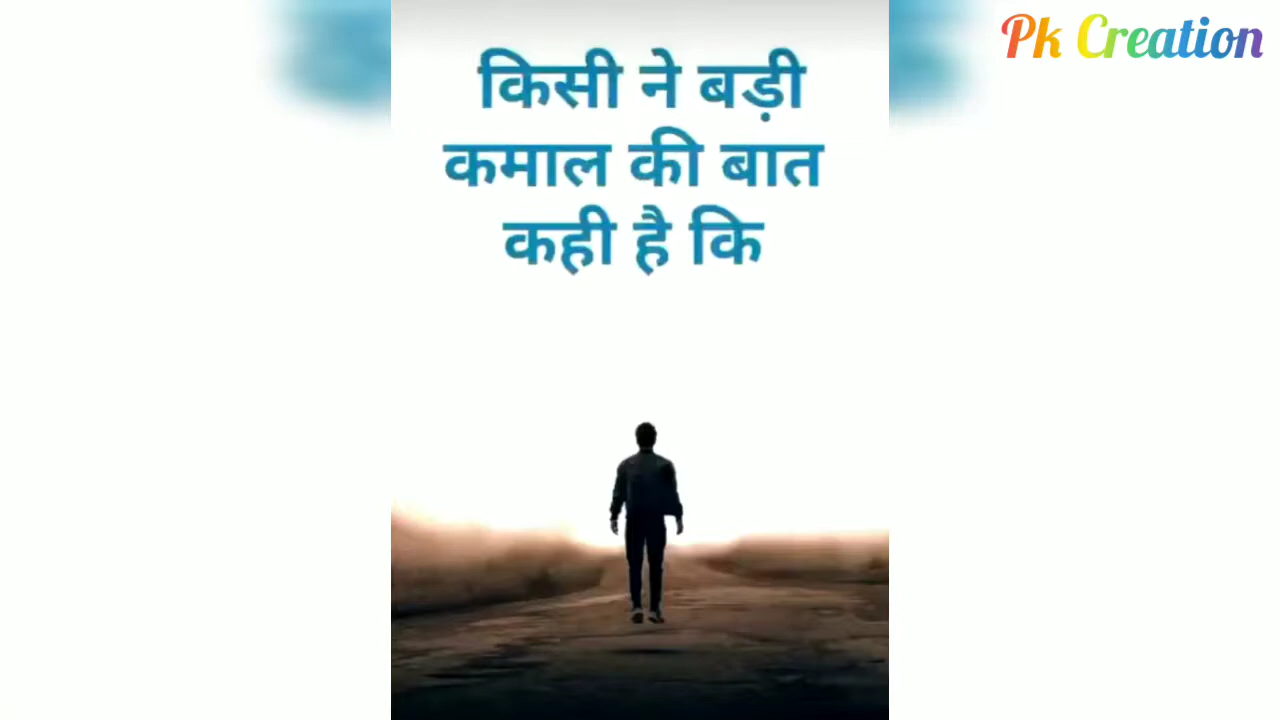 Pk Creation
किसी ने बड़ी
कमाल की बात
कही है कि